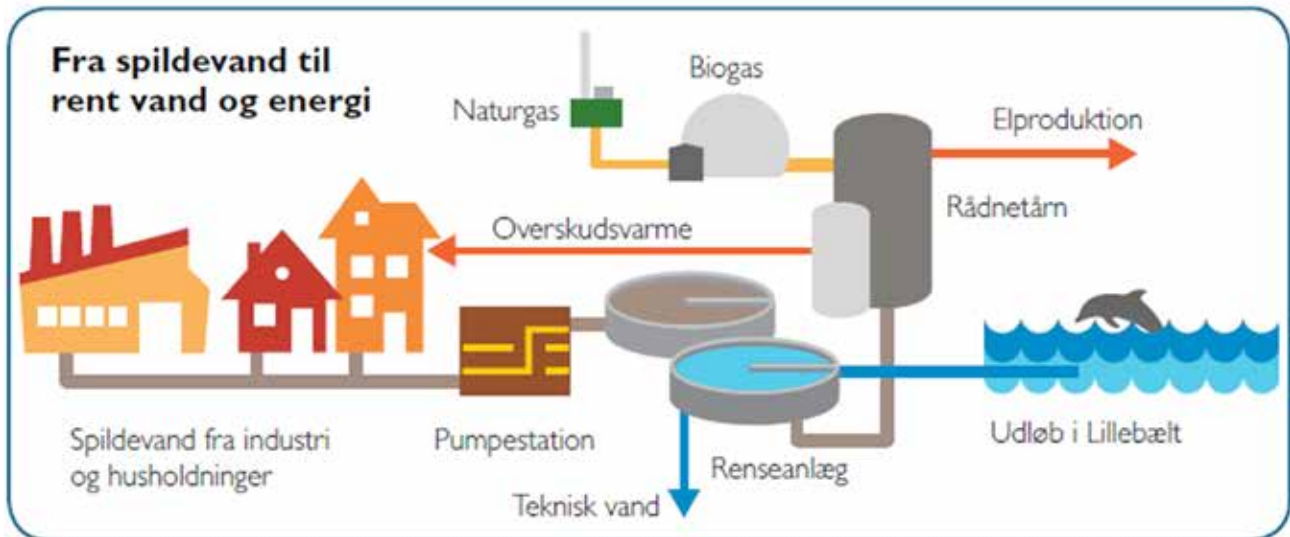 Fra spildevand til
rent vand og energi
Naturgas
Biogas
Elproduktion
Rådnetårn
Overskudsvarme
Spildevand fra industri
og husholdninger
Pumpestation
Renseanlæg
Udløb i Lillebælt
Teknisk vand